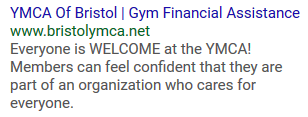 YMCA Of Bristol | Gym Financial Assistance
www.bristolymca.net
Everyone is WELCOME at the YMCA!
Members can feel confident that they are
part of an organization who cares for
everyone.